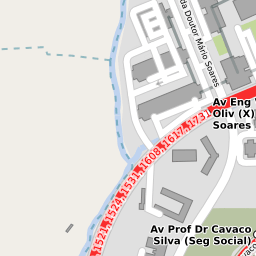 da Doutor Mário Soares
Av Eng
Oliv (X)
Soares
1521, 1524, 1531, 1608, 1617, 1731
Av Prof Dr Cavaco
Silva (Seg Social)